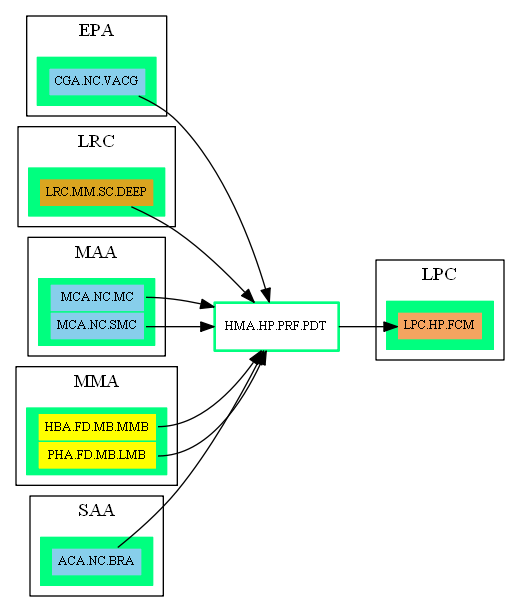 EPA
CGA.NC.VACG
LRC
LRC.MM.SC.DEEP
MAA
MCA.NC.MC
MCA.NC.SMC
MMA
HBA.FD.MB.MMB
PHA.FD.MB.LMB
SAA
ACA.NC.BRA
HMA.HP.PRF.PDT
LPC
LPC.HP.FCM